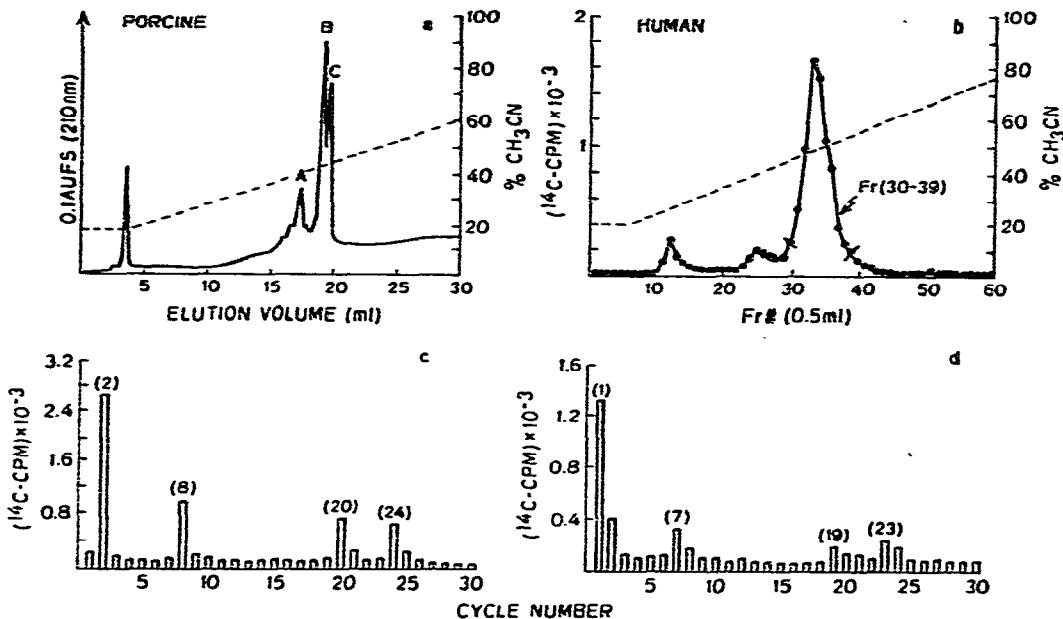 PORCINE
a
0.1AUFS (210nm)
A
B
C
100
80
60
40
20
% CH3CN
5 10 15 20 25 30
ELUTION VOLUME (ml)
HUMAN
b
(14C-CPM)×10-3
2
1
0
Fr(30-39)
100
80
60
40
20
% CH3CN
10 20 30 40 50 60
Fr# (0.5ml)
c
(14C-CPM)×10-3
3.2
2.4
1.6
0.8
(2)
(8)
(20)
(24)
5 10 15 20 25 30
d
(14C-CPM)×10-3
1.6
1.2
0.8
0.4
(1)
(7)
(19)
(23)
5 10 15 20 25 30
CYCLE NUMBER